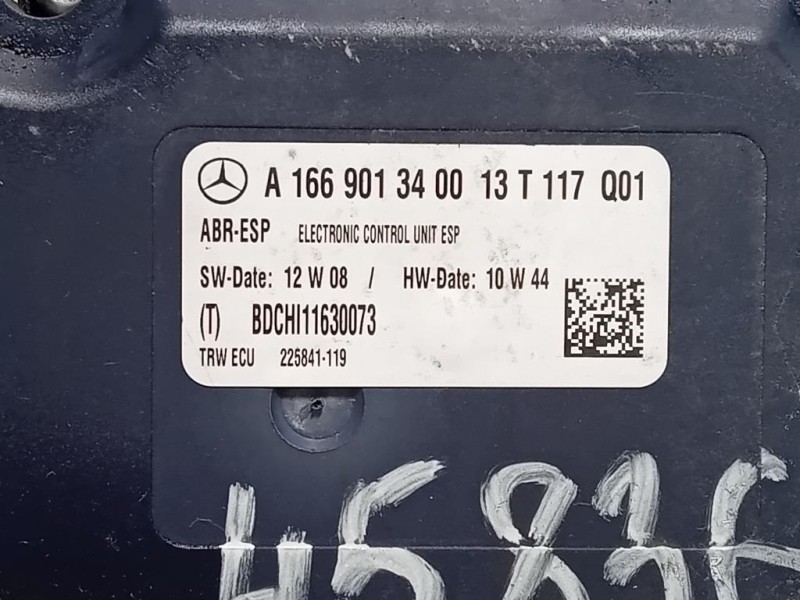 A 166 901 34 00 13 T 117 Q01
ABR-ESP ELECTRONIC CONTROL UNIT ESP
SW-Date: 12 W 08 / HW-Date: 10 W 44
(T) BDCHI11630073
TRW ECU 225841-119